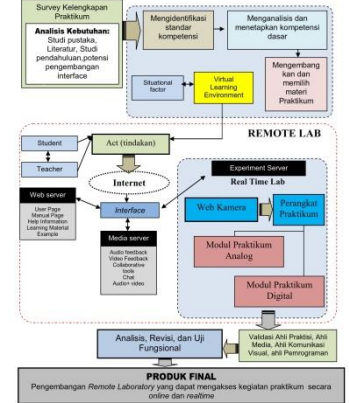 Survey Kelengkapan
Praktikum
Analisis Kebutuhan:
Studi pustaka,
Literatur, Studi
pendahuluan,potensi
pengembangan
interface
Mengidentifikasi
standar
kompetensi
Menganalisis dan
menetapkan kompetensi
dasar
Mengembang
kan dan
memilih
materi
Praktikum
Situational
factor
Virtual
Learning
Environment
REMOTE LAB
Student
Teacher
Act (tindakan)
Internet
Interface
Web server
User Page
Manual Page
Help Information
Learning Material
Example
Media server
Audio feedback
Video Feedback
Collaborative
tools
Chat
Audio+ video
Experiment Server
Real Time Lab
Web Kamera
Perangkat
Praktikum
Modul Praktikum
Analog
Modul Praktikum
Digital
Validasi Ahli Praktisi, Ahli
Media, Ahli Komunikasi
Visual, ahli Pemrograman
Analisis, Revisi, dan Uji
Fungsional
PRODUK FINAL
Pengembangan Remote Laboratory yang dapat mengakses kegiatan praktikum secara
online dan realtime